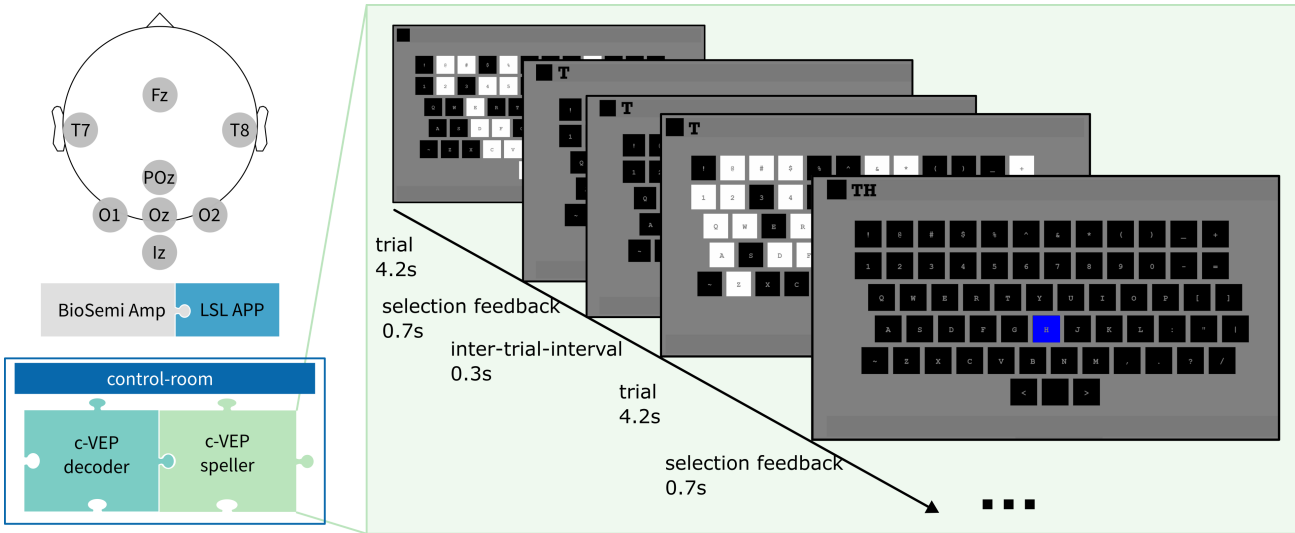 Fz
T7
T8
POz
O1
Oz
O2
Iz
BioSemi Amp
LSL APP
control-room
c-VEP
decoder
c-VEP
speller
T
T
T
TH
trial
4.2s
selection feedback
0.7s
inter-trial-interval
0.3s
trial
4.2s
selection feedback
0.7s
! @ # $ % ^ & * ( ) _ +
1 2 3 4 5 6 7 8 9 0 - =
Q W E R T Y U I O P [ ]
A S D F G H J K L : " |
~ Z X C V B N M , . ? /
< >
...